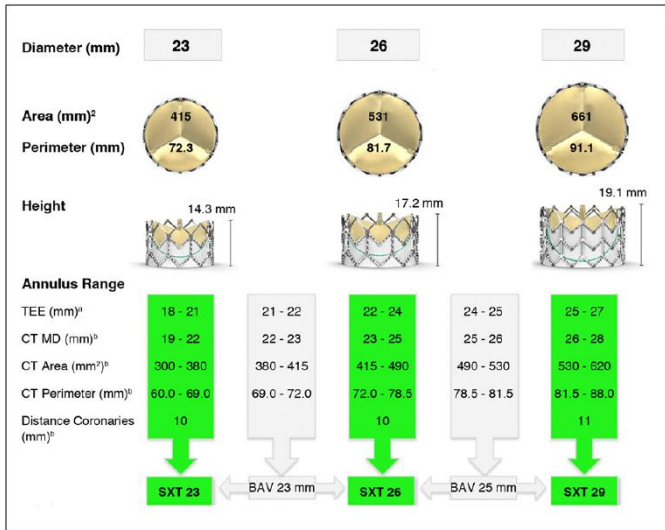 Diameter (mm) 23 26 29
Area (mm)² 415 531 661
Perimeter (mm) 72.3 81.7 91.1
Height 14.3 mm 17.2 mm 19.1 mm
Annulus Range
TEE (mm)ᵃ 18 - 21 21 - 22 22 - 24 24 - 25 25 - 27
CT MD (mm)ᵇ 19 - 22 22 - 23 23 - 25 25 - 26 26 - 28
CT Area (mm²)ᵇ 300 - 380 380 - 415 415 - 490 490 - 530 530 - 620
CT Perimeter (mm)ᵇ 60.0 - 69.0 69.0 - 72.0 72.0 - 78.5 78.5 - 81.5 81.5 - 88.0
Distance Coronaries 10 10 11
(mm)ᵇ
SXT 23 BAV 23 mm SXT 26 BAV 25 mm SXT 29